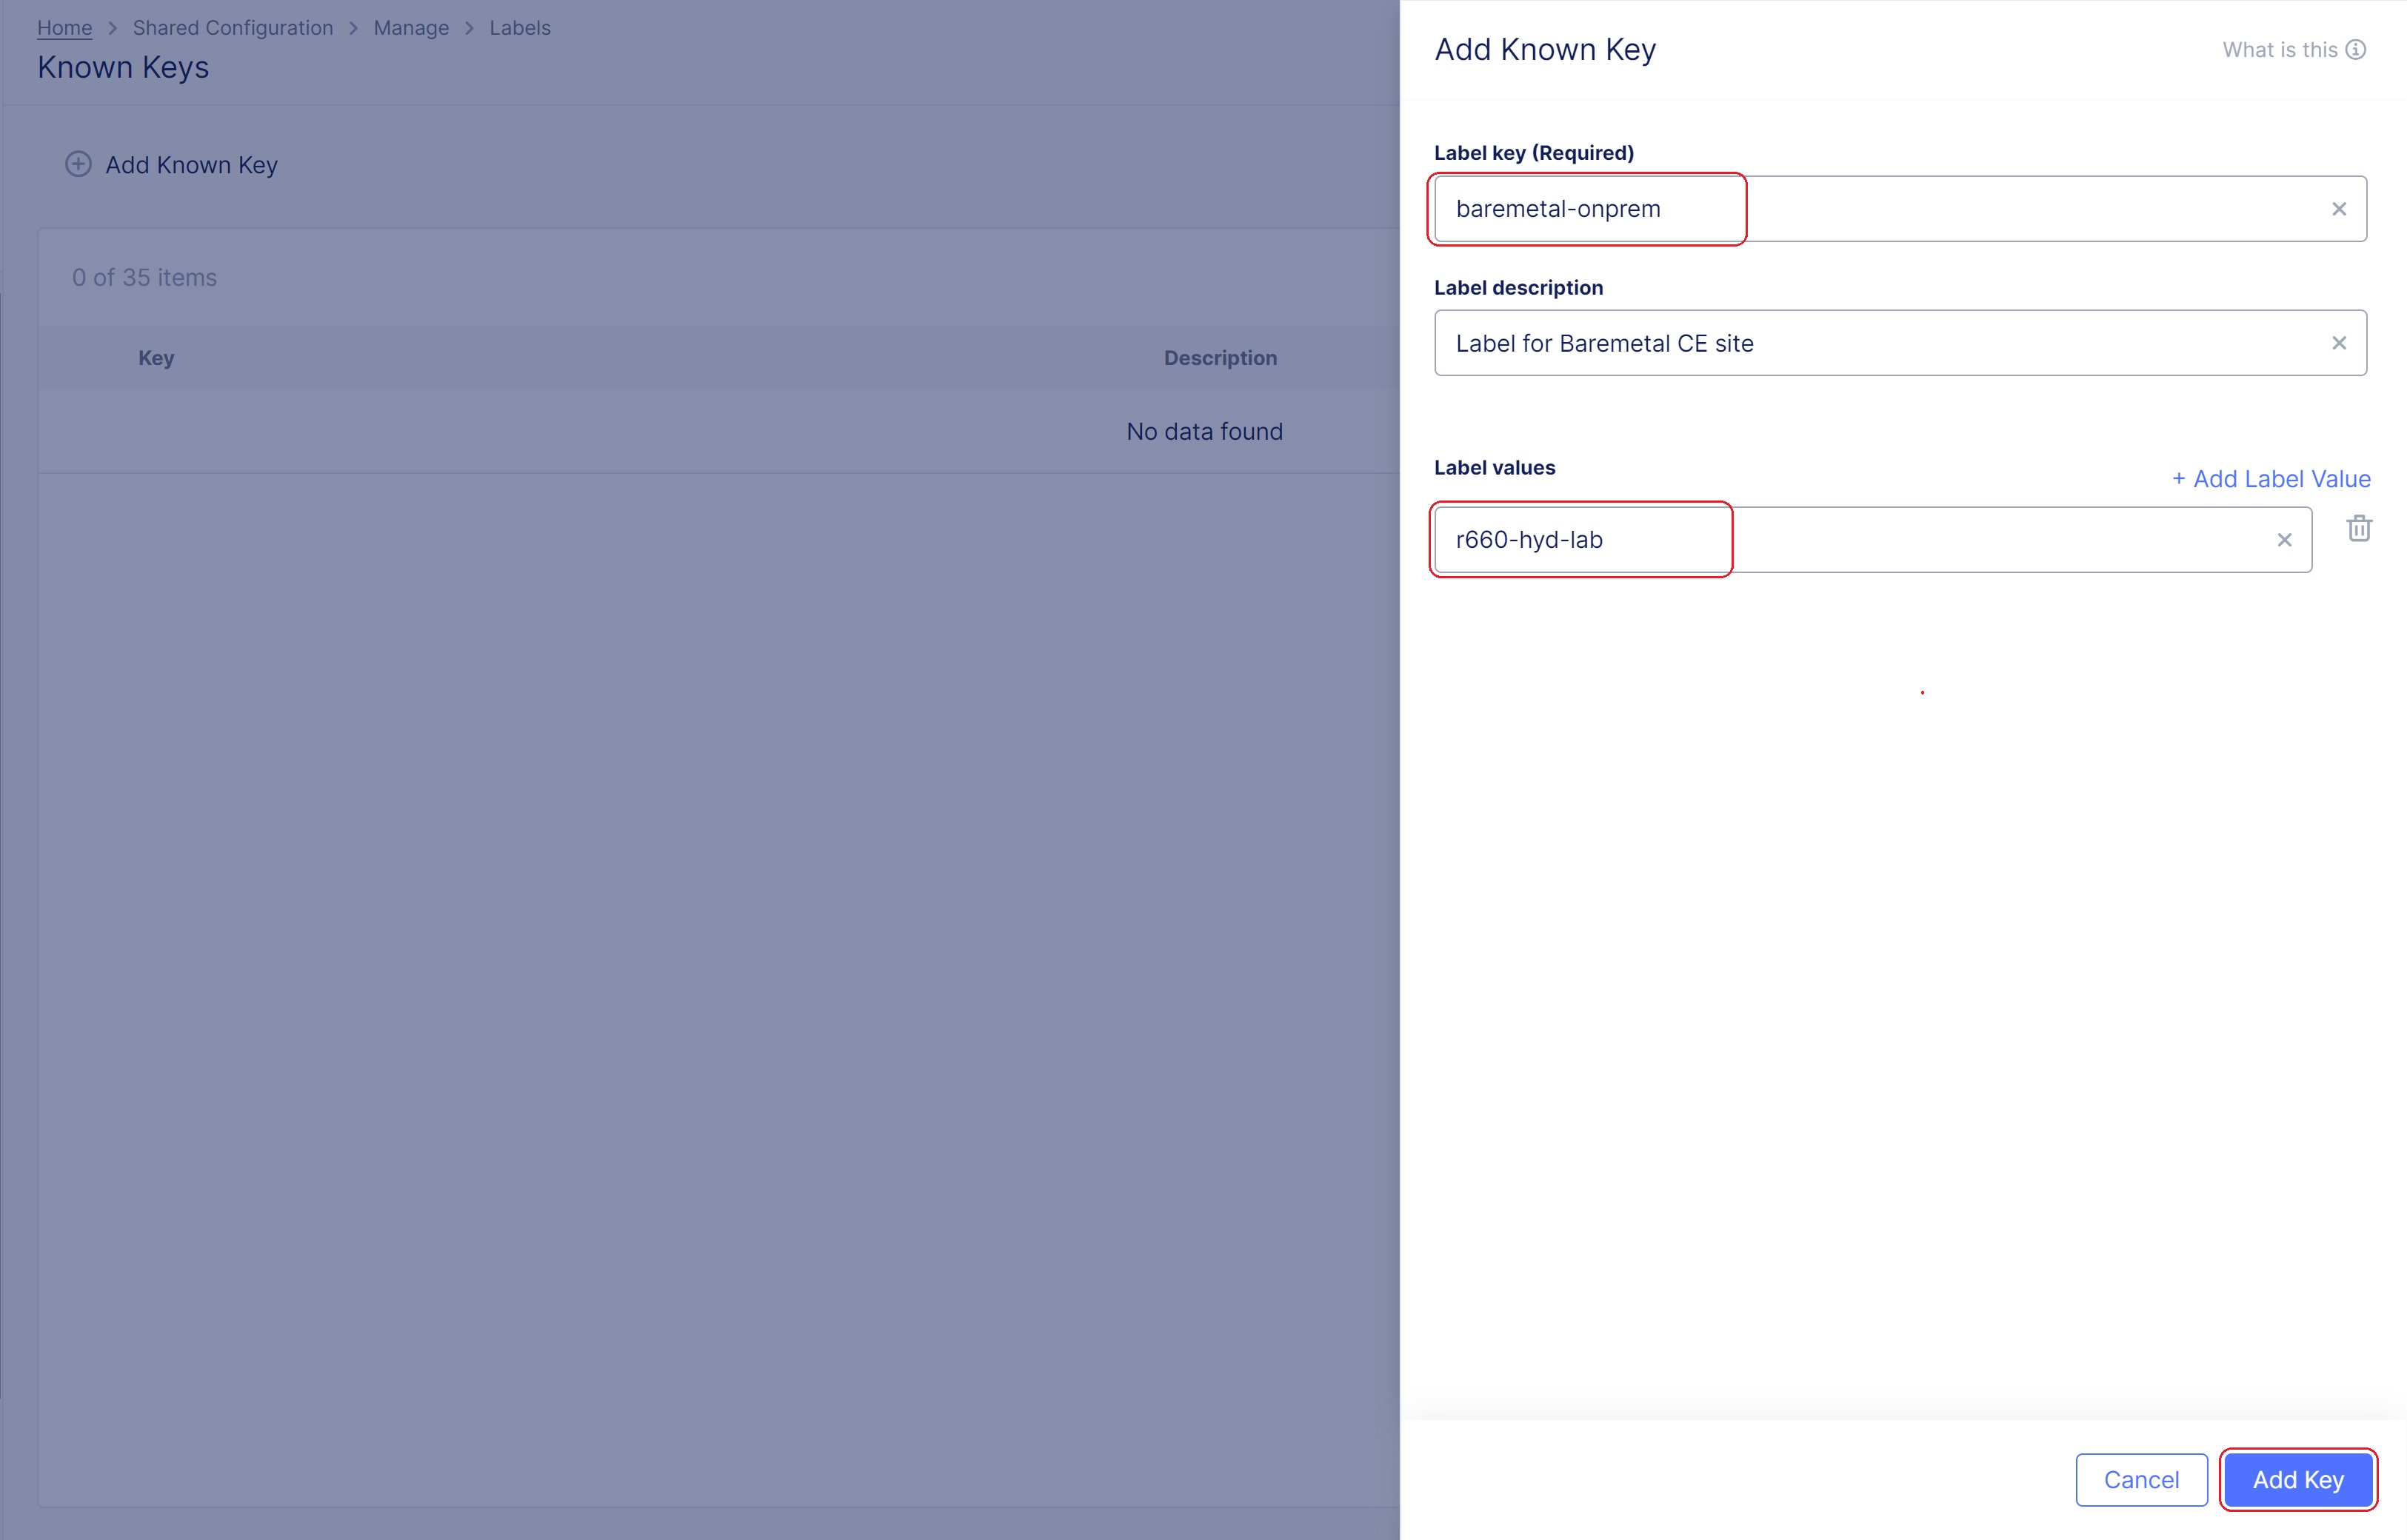 Home > Shared Configuration > Manage > Labels
Known Keys
Add Known Key
0 of 35 items
Key Description
No data found
Add Known Key
What is this
Label key (Required)
baremetal-onprem
Label description
Label for Baremetal CE site
Label values
+ Add Label Value
r660-hyd-lab
Cancel
Add Key